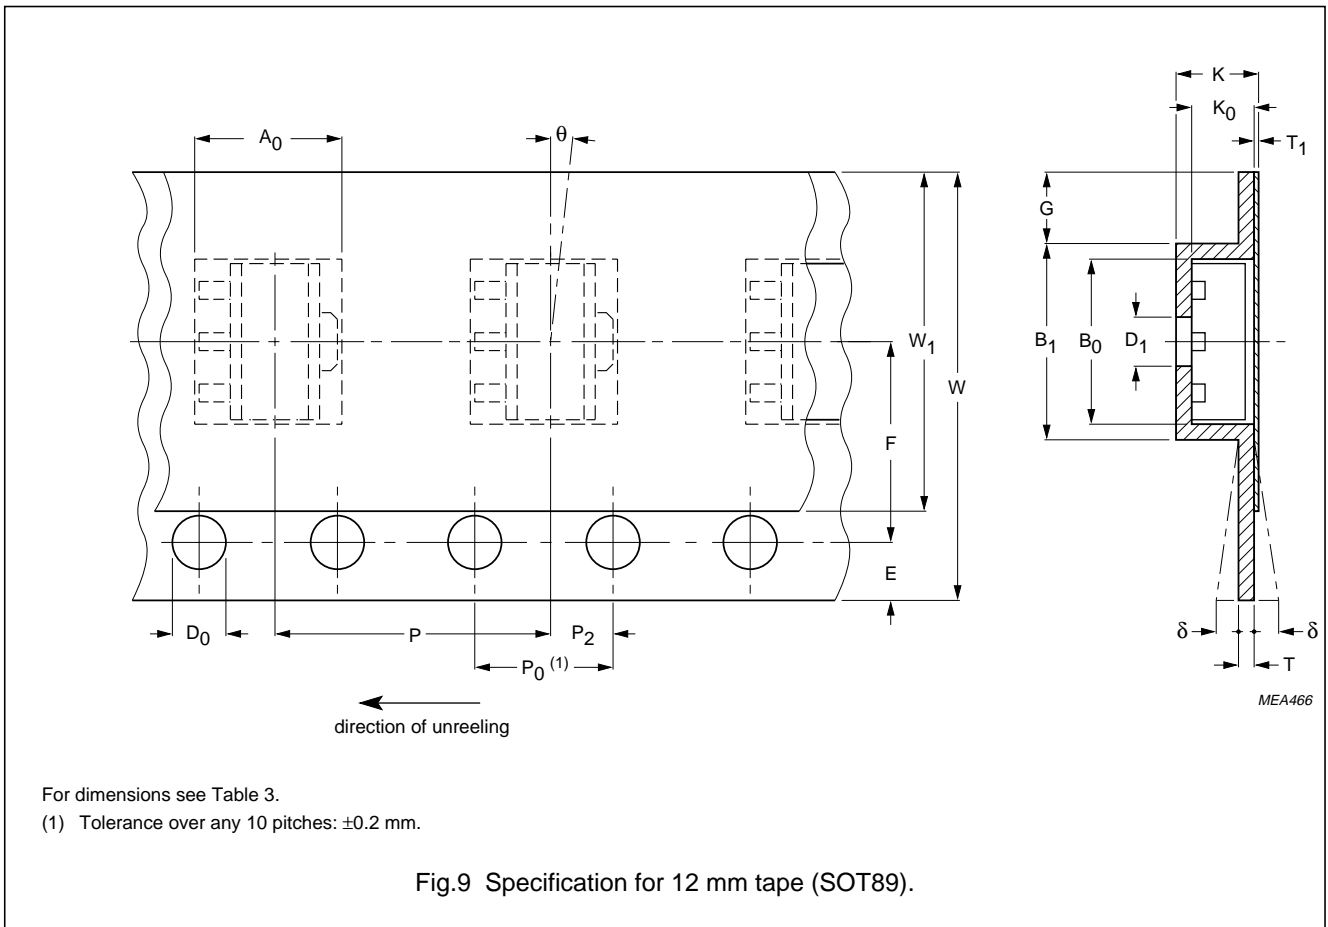 K
K0
A0
θ
T1
G
W1
B1
B0
D1
W
F
E
D0
P
P2
δ
δ
P0 (1)
T
MEA466
direction of unreeling
For dimensions see Table 3.
(1) Tolerance over any 10 pitches: ±0.2 mm.
Fig.9 Specification for 12 mm tape (SOT89).